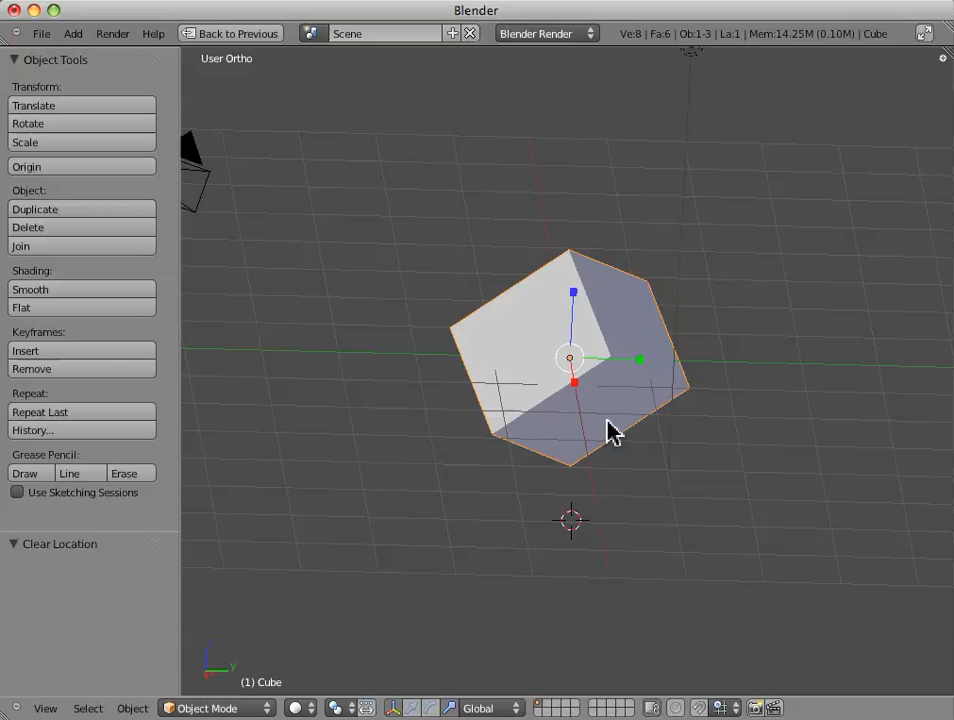 Blender
File Add Render Help Back to Previous Scene Blender Render Ve:8 | Fa:6 | Ob:1-3 | La:1 | Mem:14.25M (0.10M) | Cube
Object Tools
User Ortho
Transform:
Translate
Rotate
Scale
Origin
Object:
Duplicate
Delete
Join
Shading:
Smooth
Flat
Keyframes:
Insert
Remove
Repeat:
Repeat Last
History...
Grease Pencil:
Draw Line Erase
Use Sketching Sessions
Clear Location
y
(1) Cube
View Select Object Object Mode Global